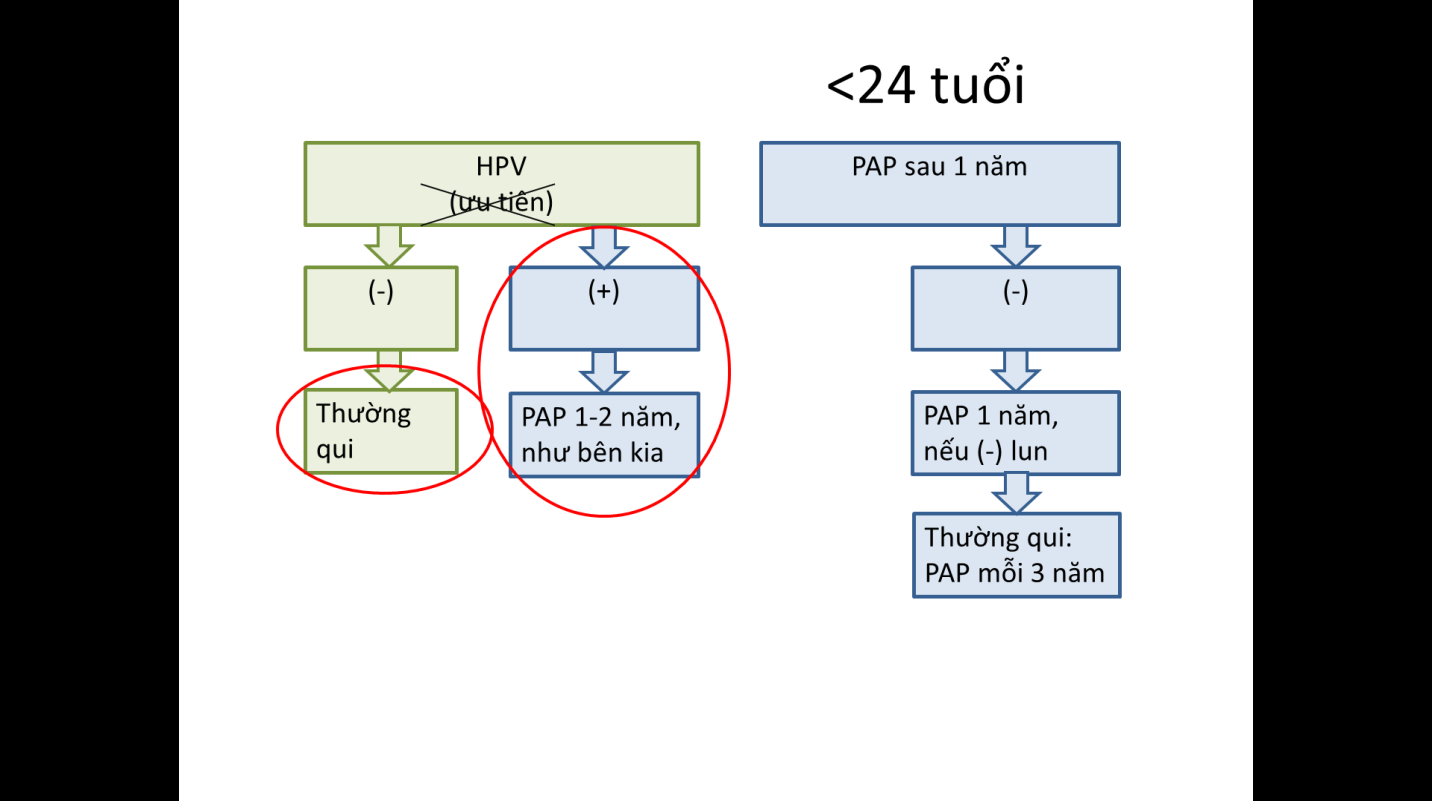 <24 tuổi
HPV
(ưu tiên)
(-)
Thường
qui
(+)
PAP 1-2 năm,
như bên kia
PAP sau 1 năm
(-)
PAP 1 năm,
nếu (-) lun
Thường qui:
PAP mỗi 3 năm